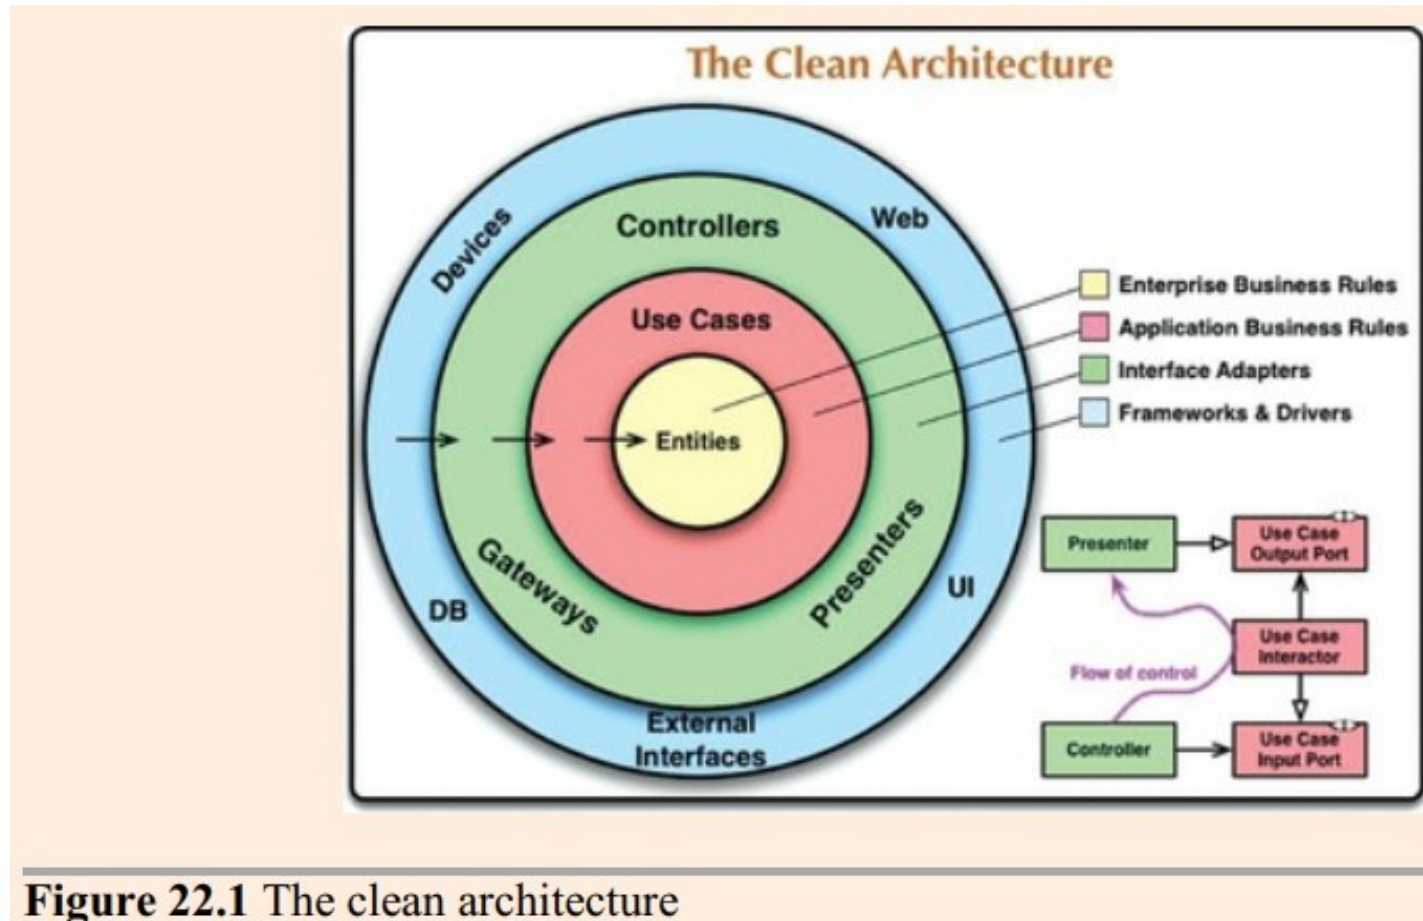 The Clean Architecture
Devices
Web
Controllers
Use Cases
Entities
Gateways
Presenters
DB
UI
External
Interfaces
Enterprise Business Rules
Application Business Rules
Interface Adapters
Frameworks & Drivers
Presenter
Use Case
Output Port
Flow of control
Use Case
Interactor
Controller
Use Case
Input Port
Figure 22.1 The clean architecture